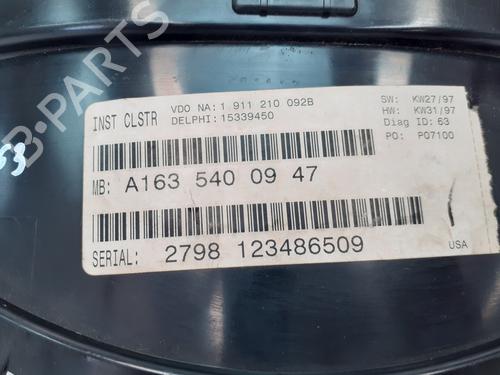 B-PARTS
INST CLSTR
VDO NA: 1 911 210 092B
DELPHI: 15339450
SW: KW27/97
HW: KW31/97
Diag ID: 63
PO: P07100
53
MB: A163 540 09 47
SERIAL: 2798 123486509
USA